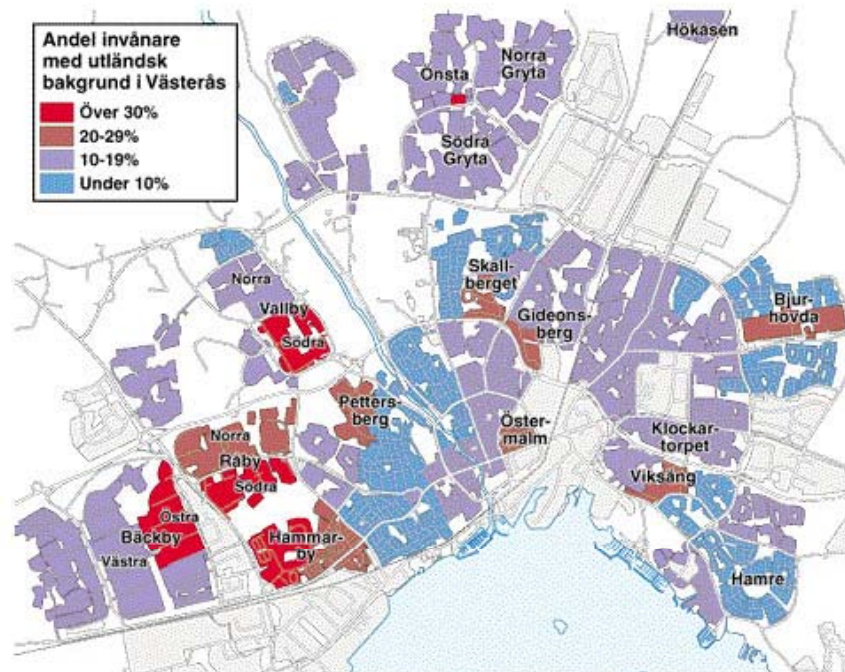 Andel invånare
med utländsk
bakgrund i Västerås
Över 30%
20-29%
10-19%
Under 10%
Hökåsen
Onsta
Norra
Gryta
Södra
Gryta
Skall-
berget
Gideons-
berg
Bjur-
hovda
Norra
Vallby
Södra
Petters-
berg
Öster-
malm
Klockar-
torpet
Viksäng
Norra
Råby
Södra
Östra
Bäckby
Västra
Hammar-
by
Hamre